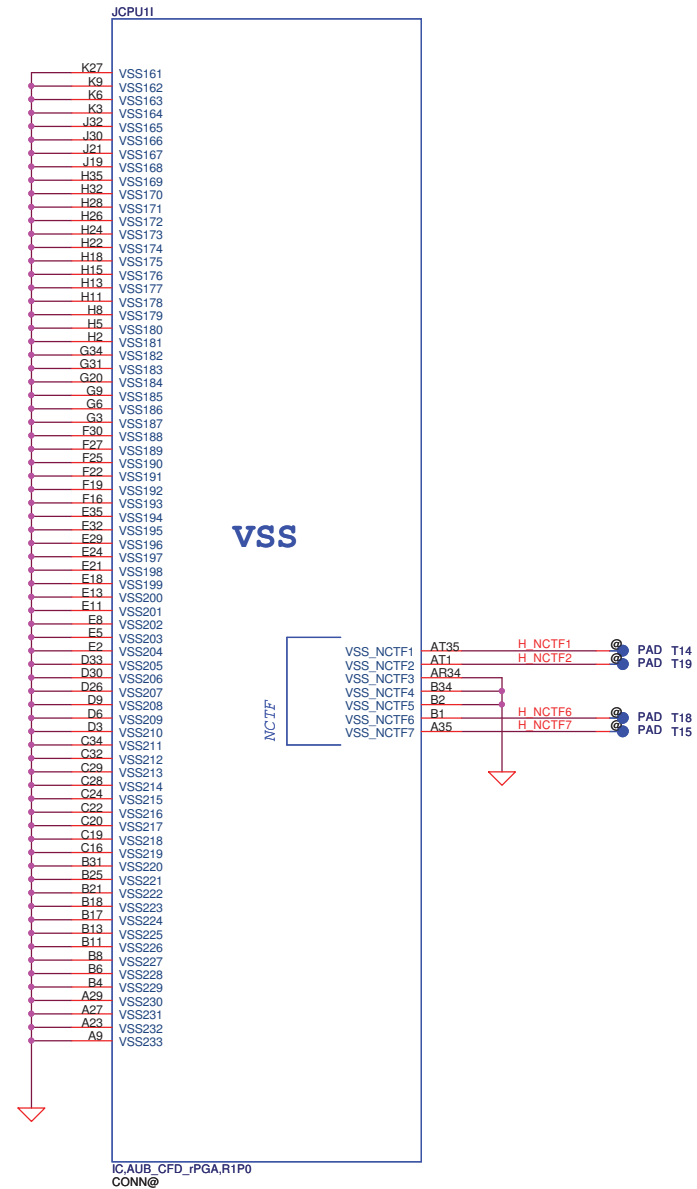 JCPU1I
K27 VSS161
K9 VSS162
K6 VSS163
K3 VSS164
J32 VSS165
J30 VSS166
J21 VSS167
J19 VSS168
H35 VSS169
H32 VSS170
H28 VSS171
H26 VSS172
H24 VSS173
H22 VSS174
H18 VSS175
H15 VSS176
H13 VSS177
H11 VSS178
H8 VSS179
H5 VSS180
H2 VSS181
G34 VSS182
G31 VSS183
G20 VSS184
G9 VSS185
G6 VSS186
G3 VSS187
F30 VSS188
F27 VSS189
F25 VSS190
F22 VSS191
F19 VSS192
F16 VSS193
E35 VSS194
E32 VSS195
E29 VSS196
E24 VSS197
E21 VSS198
E18 VSS199
E13 VSS200
E11 VSS201
E8 VSS202
E5 VSS203
E2 VSS204
D33 VSS205
D30 VSS206
D26 VSS207
D9 VSS208
D6 VSS209
D3 VSS210
C34 VSS211
C32 VSS212
C29 VSS213
C28 VSS214
C24 VSS215
C22 VSS216
C20 VSS217
C19 VSS218
C16 VSS219
B31 VSS220
B25 VSS221
B21 VSS222
B18 VSS223
B17 VSS224
B13 VSS225
B11 VSS226
B8 VSS227
B6 VSS228
B4 VSS229
A29 VSS230
A27 VSS231
A23 VSS232
A9 VSS233
VSS
NCTF
VSS_NCTF1 AT35 H_NCTF1 @ PAD T14
VSS_NCTF2 AT1 H_NCTF2 @ PAD T19
VSS_NCTF3 AR34
VSS_NCTF4 B34
VSS_NCTF5 B2
VSS_NCTF6 B1 H_NCTF6 @ PAD T18
VSS_NCTF7 A35 H_NCTF7 @ PAD T15
IC,AUB_CFD_rPGA,R1P0
CONN@